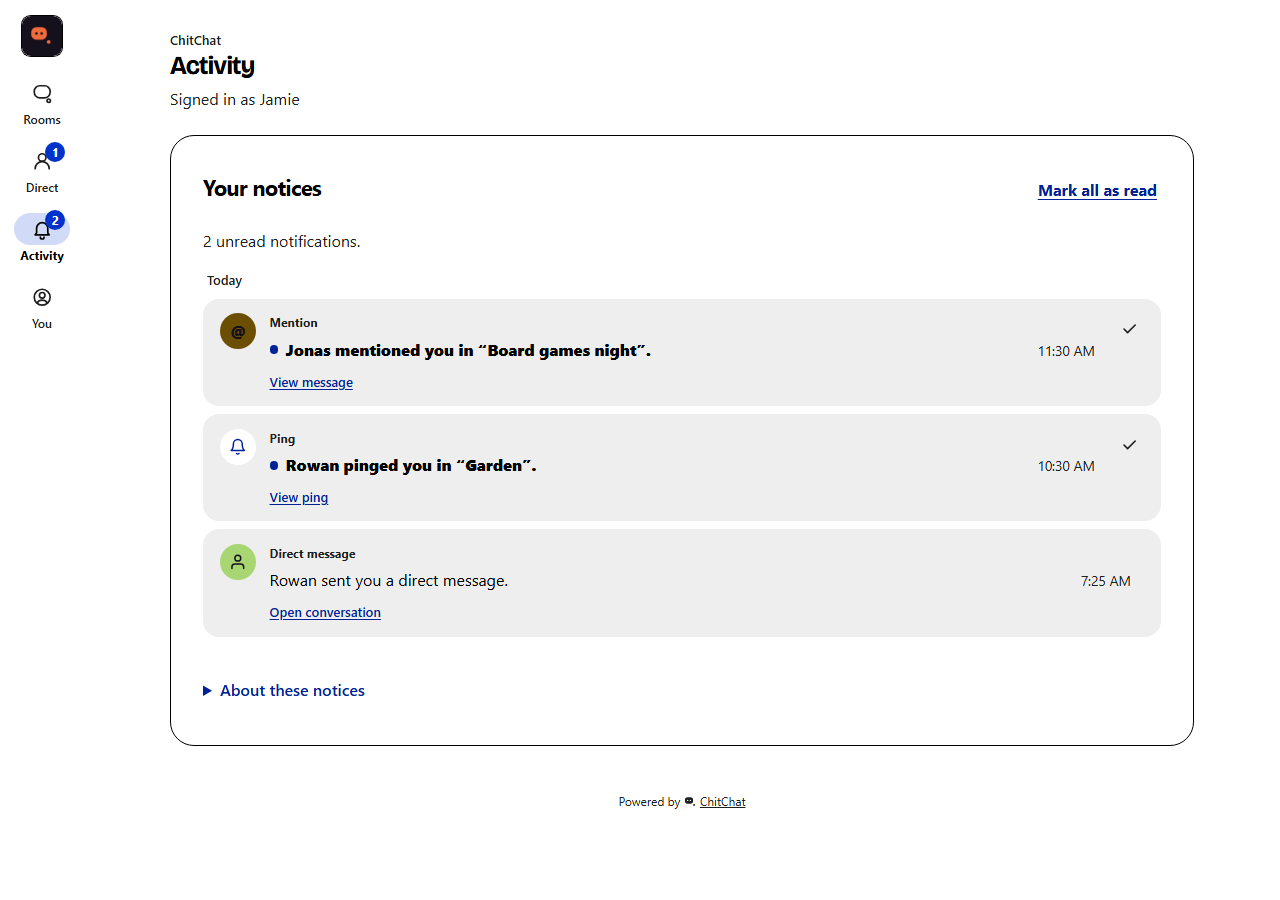 ChitChat
Activity
Signed in as Jamie
Rooms
1
Direct
2
Activity
You
Your notices
Mark all as read
2 unread notifications.
Today
@
Mention
Jonas mentioned you in “Board games night”.
11:30 AM
View message
Ping
Rowan pinged you in “Garden”.
10:30 AM
View ping
Direct message
Rowan sent you a direct message.
7:25 AM
Open conversation
About these notices
Powered by ChitChat